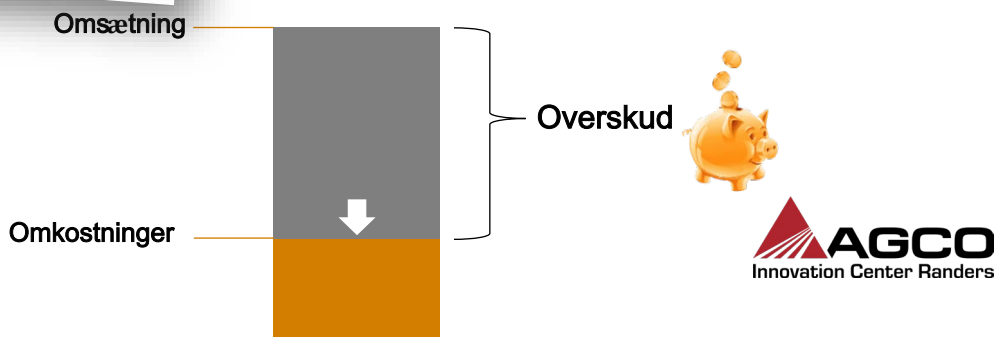 Omsætning
Overskud
Omkostninger
AGCO
Innovation Center Randers